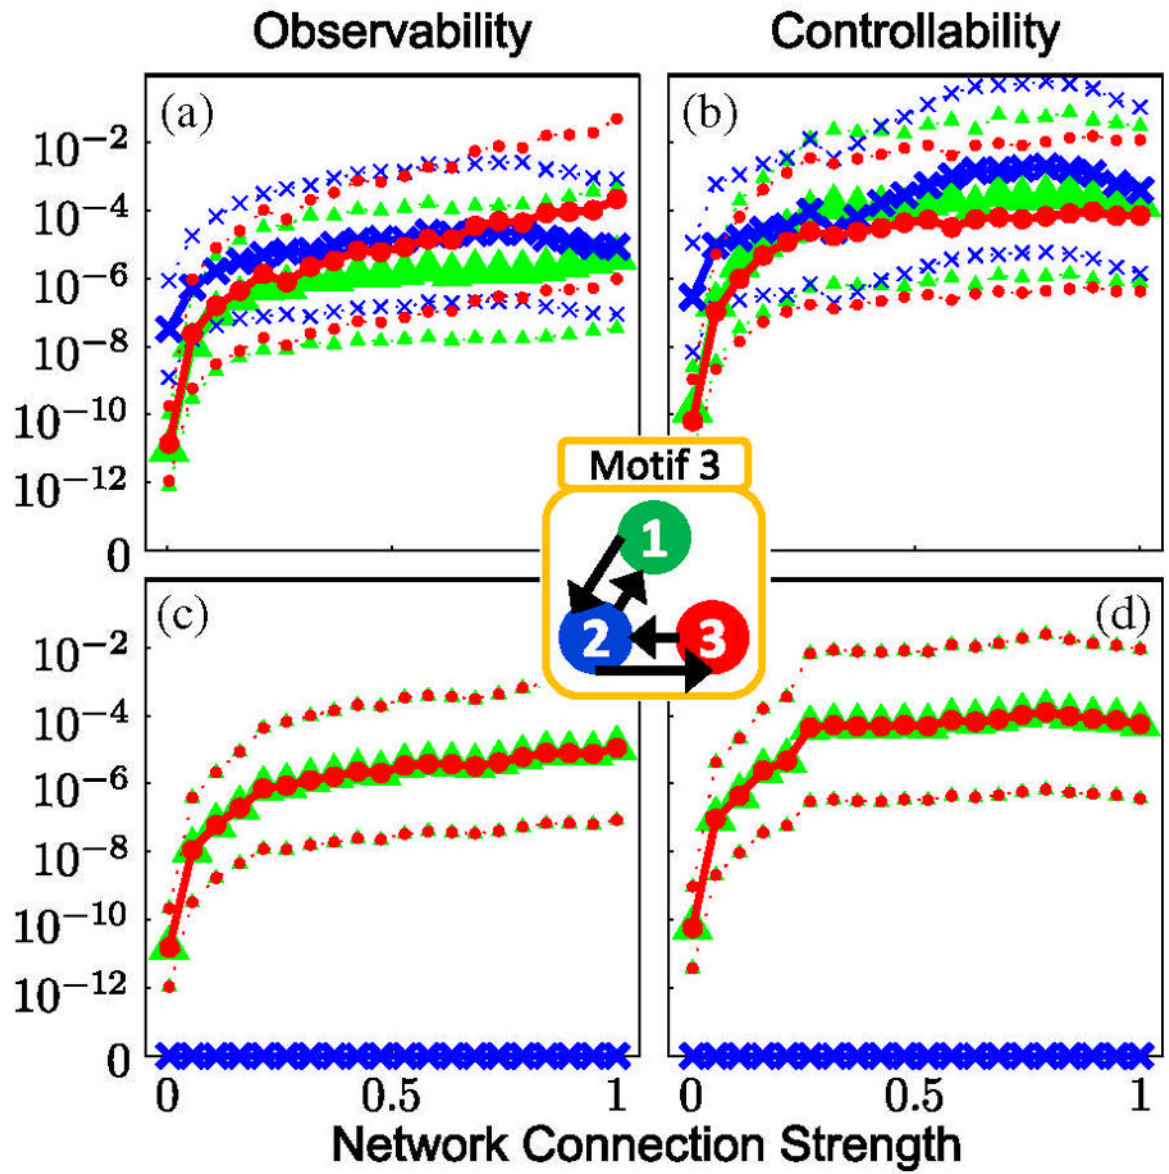 Observability Controllability
(a) (b)
10⁻²
10⁻⁴
10⁻⁶
10⁻⁸
10⁻¹⁰
10⁻¹²
0
Motif 3
1
2 3
(c) (d)
10⁻²
10⁻⁴
10⁻⁶
10⁻⁸
10⁻¹⁰
10⁻¹²
0
0 0.5 1 0 0.5 1
Network Connection Strength